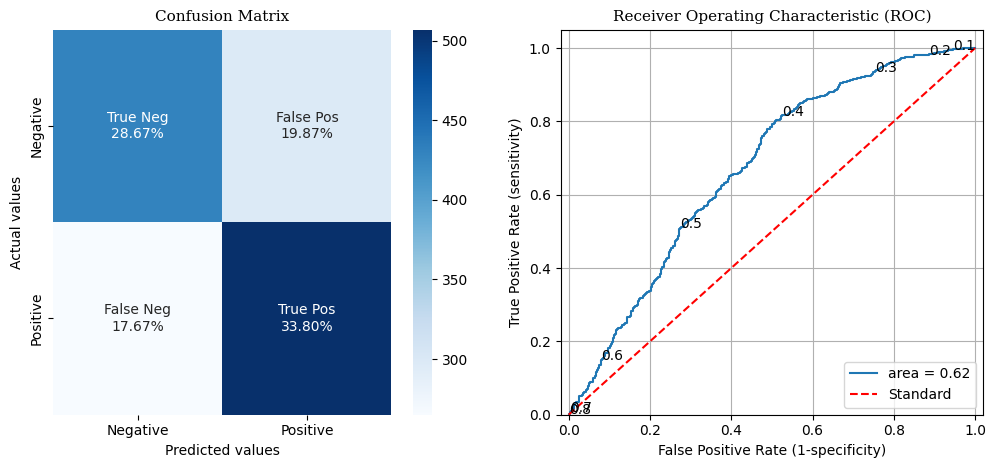 Confusion Matrix
Actual values
Negative
Positive
True Neg
28.67%
False Pos
19.87%
False Neg
17.67%
True Pos
33.80%
Negative
Positive
Predicted values
500
450
400
350
300
Receiver Operating Characteristic (ROC)
True Positive Rate (sensitivity)
1.0
0.8
0.6
0.4
0.2
0.0
0.1
0.2
0.3
0.4
0.5
0.6
0.7
0.8
area = 0.62
Standard
0.0
0.2
0.4
0.6
0.8
1.0
False Positive Rate (1-specificity)